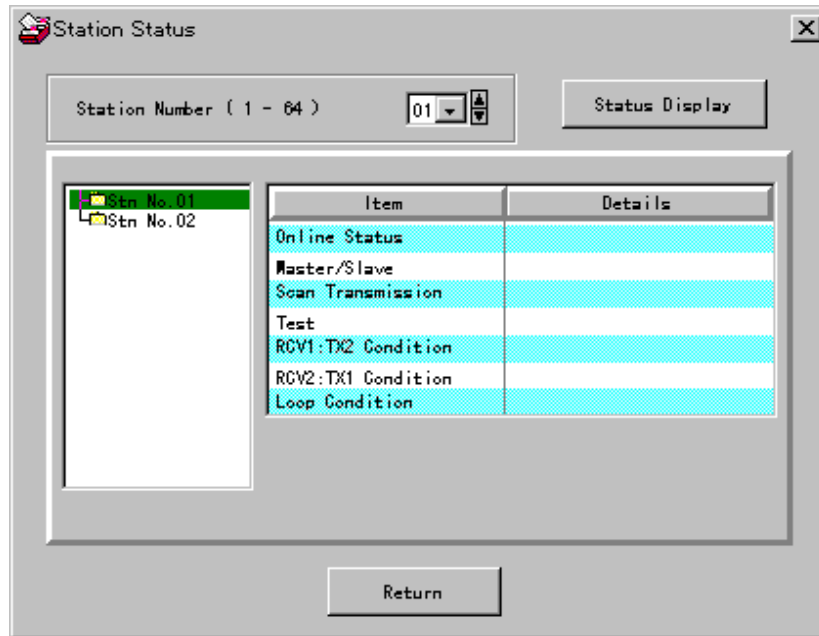 Station Status
Station Number ( 1 - 64 )
01
Status Display
Stn No.01
Stn No.02
Item Details
Online Status
Master/Slave
Scan Transmission
Test
RCV1:TX2 Condition
RCV2:TX1 Condition
Loop Condition
Return